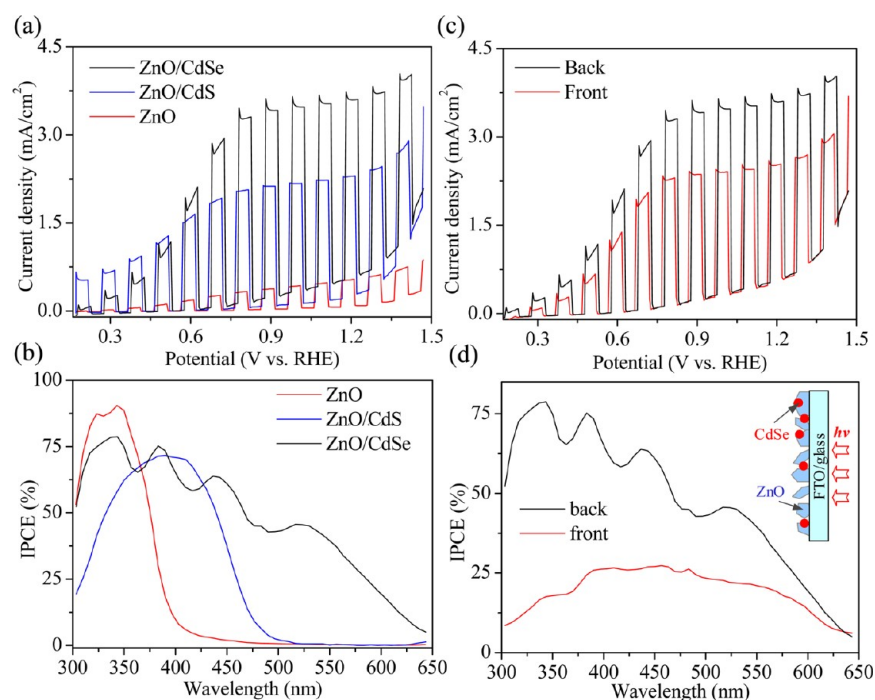 (a)
4.5
3.0
1.5
0.0
Current density (mA/cm²)
ZnO/CdSe
ZnO/CdS
ZnO
0.3 0.6 0.9 1.2 1.5
Potential (V vs. RHE)
(c)
4.5
3.0
1.5
0.0
Current density (mA/cm²)
Back
Front
0.3 0.6 0.9 1.2 1.5
Potential (V vs. RHE)
(b)
100
75
50
25
0
IPCE (%)
ZnO
ZnO/CdS
ZnO/CdSe
300 350 400 450 500 550 600 650
Wavelength (nm)
(d)
75
50
25
0
IPCE (%)
back
front
CdSe
ZnO
FTO/glass
hν
300 350 400 450 500 550 600 650
Wavelength (nm)